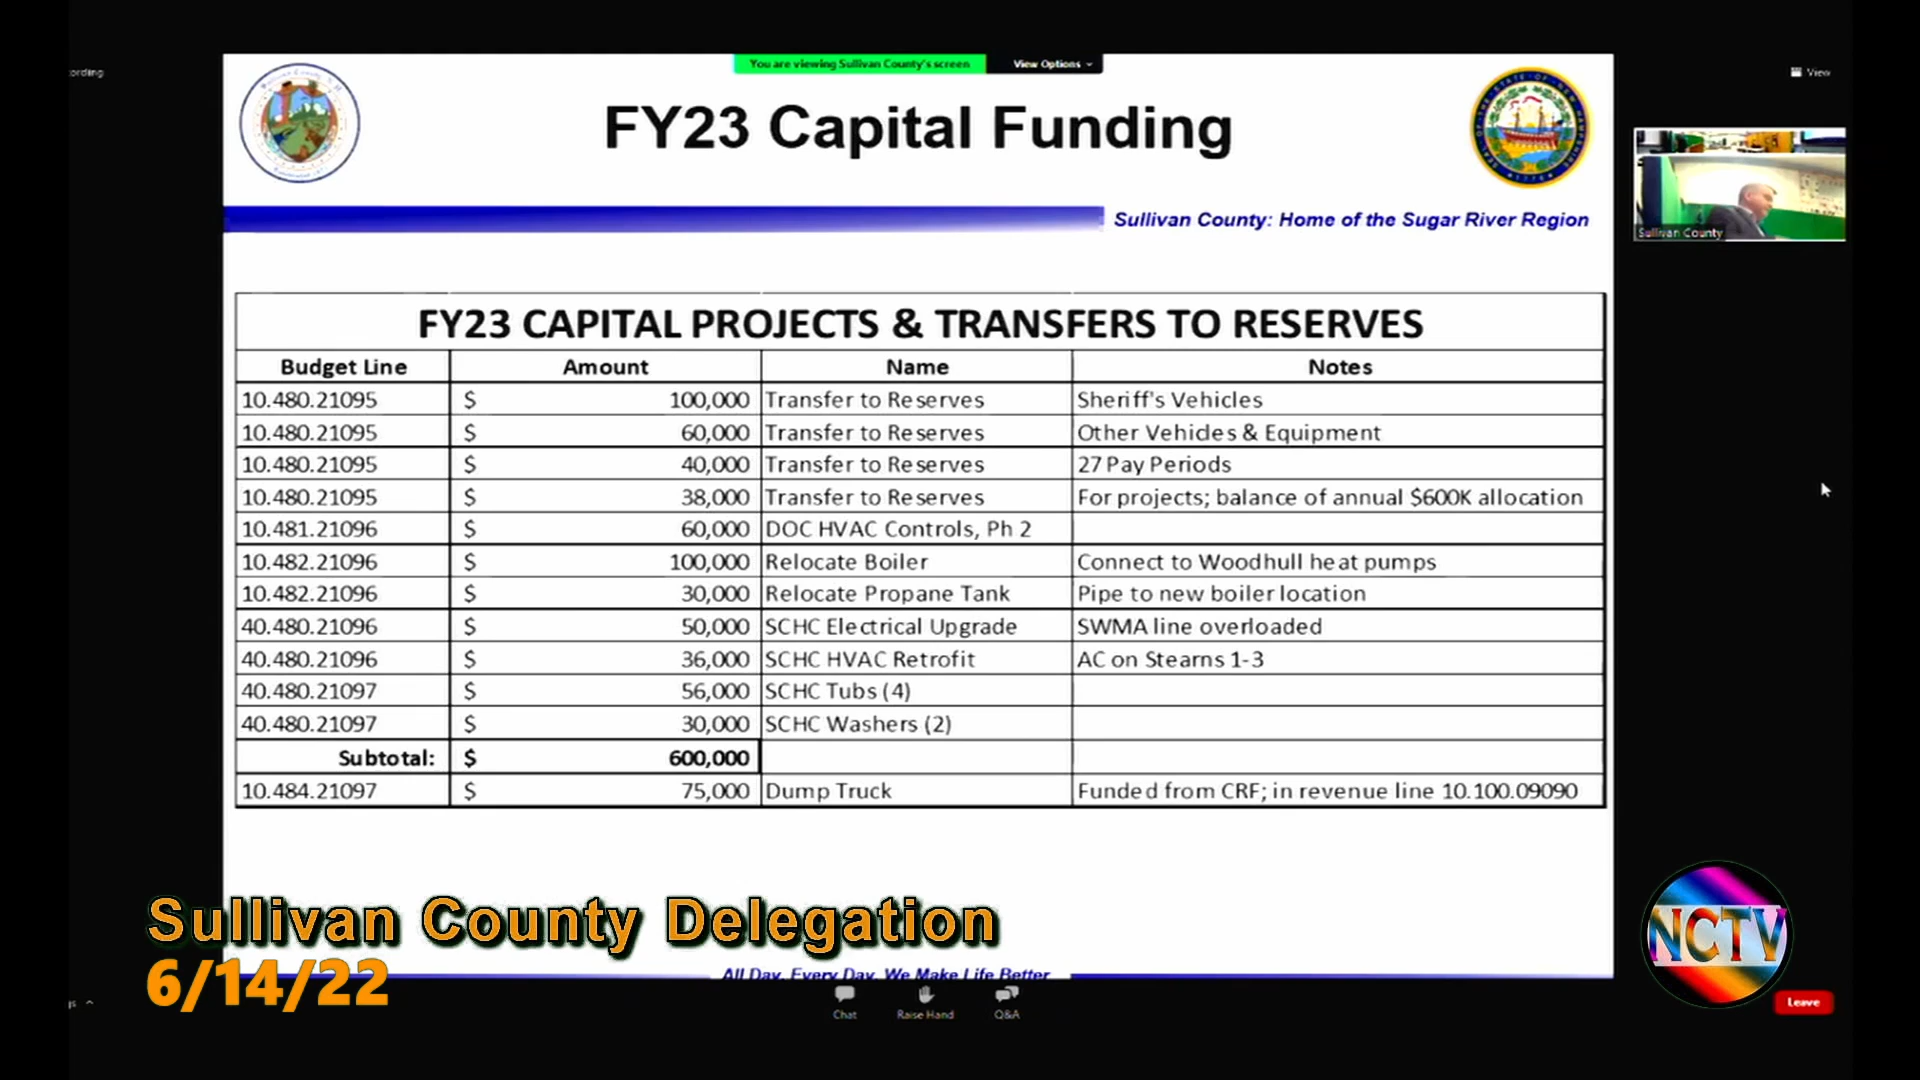 You are viewing Sullivan County's screen
View Options
ording
View
FY23 Capital Funding
Sullivan County: Home of the Sugar River Region
Sullivan County
FY23 CAPITAL PROJECTS & TRANSFERS TO RESERVES
Budget Line Amount Name Notes
10.480.21095 $ 100,000 Transfer to Reserves Sheriff's Vehicles
10.480.21095 $ 60,000 Transfer to Reserves Other Vehicles & Equipment
10.480.21095 $ 40,000 Transfer to Reserves 27 Pay Periods
10.480.21095 $ 38,000 Transfer to Reserves For projects; balance of annual $600K allocation
10.481.21096 $ 60,000 DOC HVAC Controls, Ph 2
10.482.21096 $ 100,000 Relocate Boiler Connect to Woodhull heat pumps
10.482.21096 $ 30,000 Relocate Propane Tank Pipe to new boiler location
40.480.21096 $ 50,000 SCHC Electrical Upgrade SWMA line overloaded
40.480.21096 $ 36,000 SCHC HVAC Retrofit AC on Stearns 1-3
40.480.21097 $ 56,000 SCHC Tubs (4)
40.480.21097 $ 30,000 SCHC Washers (2)
Subtotal: $ 600,000
10.484.21097 $ 75,000 Dump Truck Funded from CRF; in revenue line 10.100.09090
Sullivan County Delegation
6/14/22
NCTV
All Day, Every Day, We Make Life Better
Chat
Raise Hand
Q&A
Leave